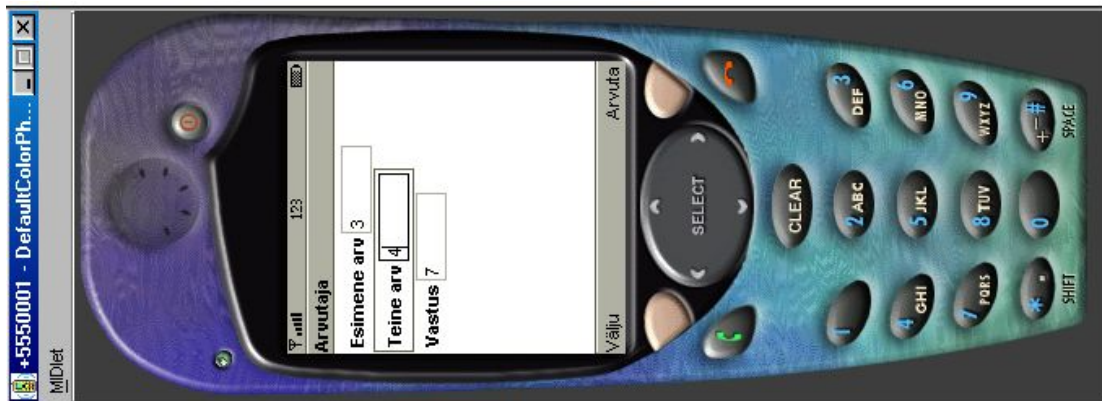 +5550001 - DefaultColorPh...
MIDlet
123
Arvutaja
Esimene arv 3
Teine arv 4
Vastus 7
Välju Arvuta
SELECT
CLEAR
1 2 ABC 3 DEF
4 GHI 5 JKL 6 MNO
7 PQRS 8 TUV 9 WXYZ
* . 0 +-#
SHIFT SPACE